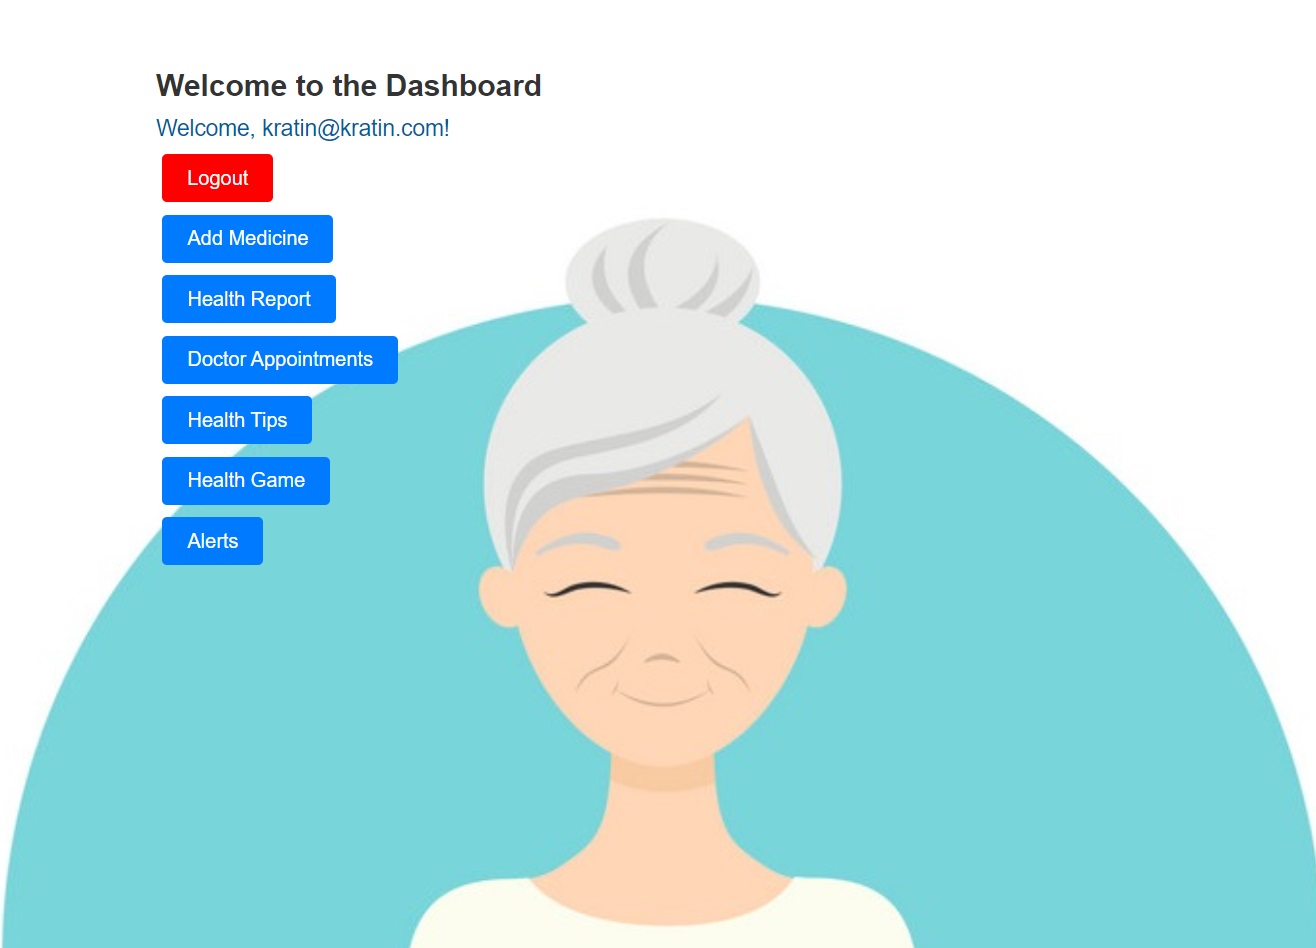 Welcome to the Dashboard
Welcome, kratin@kratin.com!
Logout
Add Medicine
Health Report
Doctor Appointments
Health Tips
Health Game
Alerts